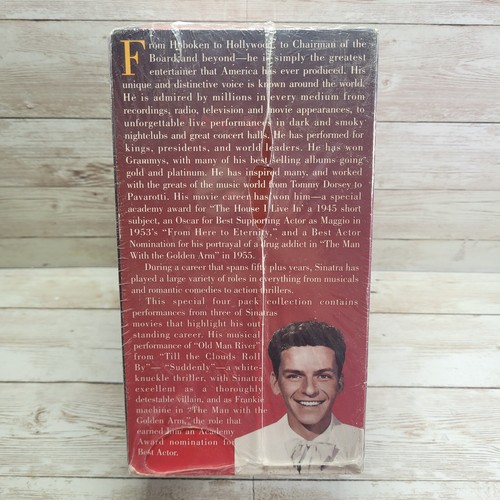 From Hoboken to Hollywood, to Chairman of the
Board and beyond—he is simply the greatest
entertainer that America has ever produced. His
unique and distinctive voice is known around the world.
He is admired by millions in every medium from
recordings, radio, television and movie appearances, to
unforgettable live performances in dark and smoky
nightclubs and great concert halls. He has performed for
kings, presidents, and world leaders. He has won
Grammys, with many of his best selling albums going
gold and platinum. He has inspired many, and worked
with the greats of the music world from Tommy Dorsey to
Pavarotti. His movie career has won him—a special
academy award for "The House I Live In" a 1945 short
subject, an Oscar for Best Supporting Actor as Maggio in
1953's "From Here to Eternity," and a Best Actor
Nomination for his portrayal of a drug addict in "The Man
With the Golden Arm" in 1955.
During a career that spans fifty plus years, Sinatra has
played a large variety of roles in everything from musicals
and romantic comedies to action thrillers.
This special four pack collection contains
performances from three of Sinatras
movies that highlight his out-
standing career. His musical
performance of "Old Man River"
from "Till the Clouds Roll
By"— "Suddenly"—a white-
knuckle thriller, with Sinatra
excellent as a thoroughly
detestable villain, and as Frankie
machine in "The Man with the
Golden Arm," the role that
earned him an Academy
Award nomination for
Best Actor.